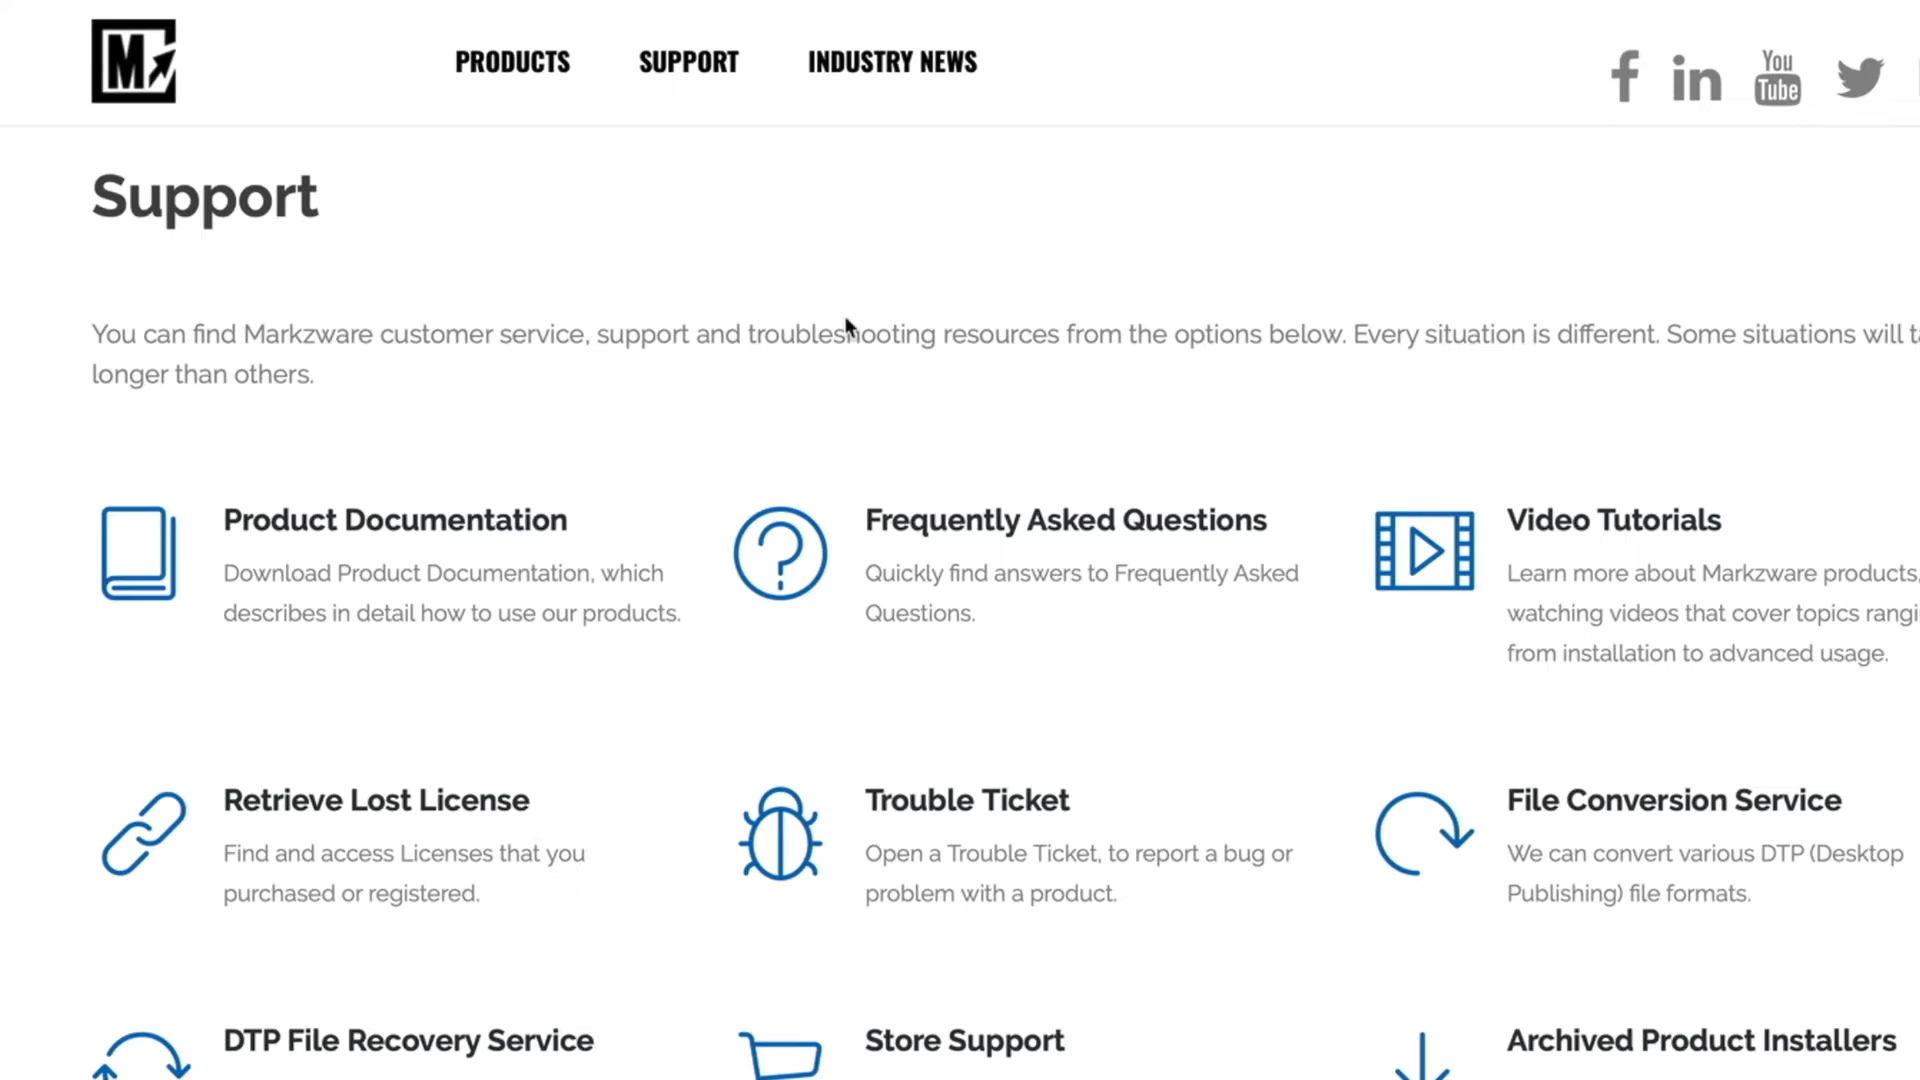 M
PRODUCTS SUPPORT INDUSTRY NEWS
You Tube
Support
You can find Markzware customer service, support and troubleshooting resources from the options below. Every situation is different. Some situations will
longer than others.
Product Documentation
Download Product Documentation, which
describes in detail how to use our products.
Frequently Asked Questions
Quickly find answers to Frequently Asked
Questions.
Video Tutorials
Learn more about Markzware products,
watching videos that cover topics
from installation to advanced usage.
Retrieve Lost License
Find and access Licenses that you
purchased or registered.
Trouble Ticket
Open a Trouble Ticket, to report a bug or
problem with a product.
File Conversion Service
We can convert various DTP (Desktop
Publishing) file formats.
DTP File Recovery Service
Store Support
Archived Product Installers